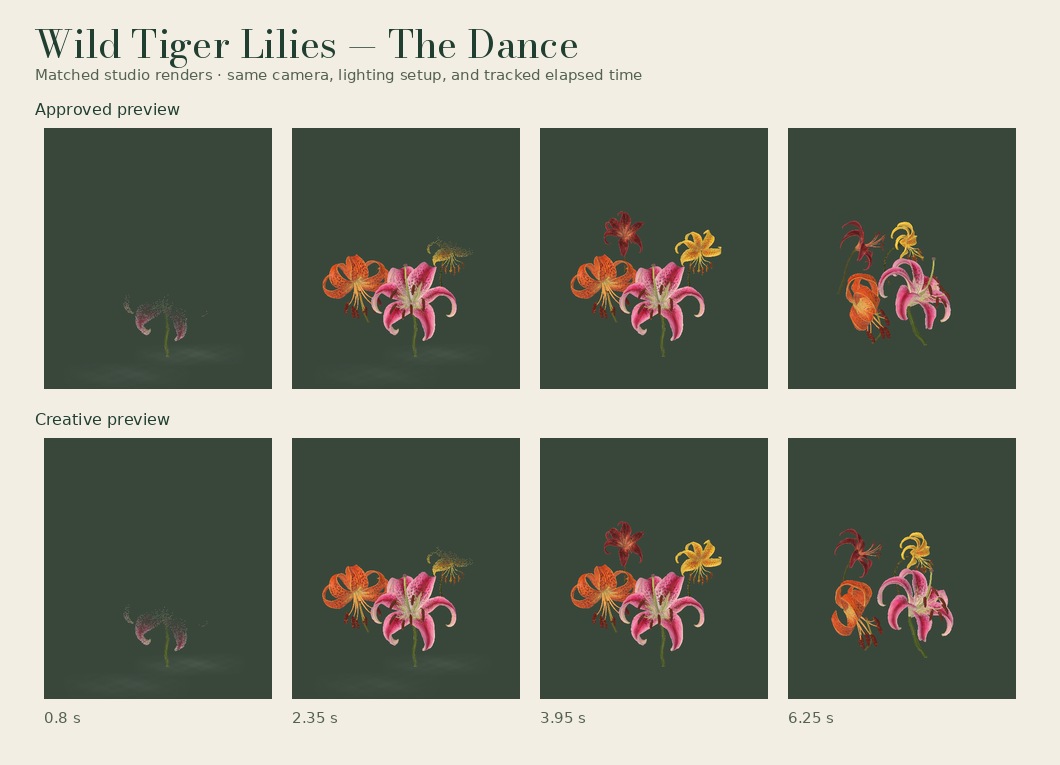 Wild Tiger Lilies — The Dance
Matched studio renders · same camera, lighting setup, and tracked elapsed time
Approved preview
Creative preview
0.8 s
2.35 s
3.95 s
6.25 s